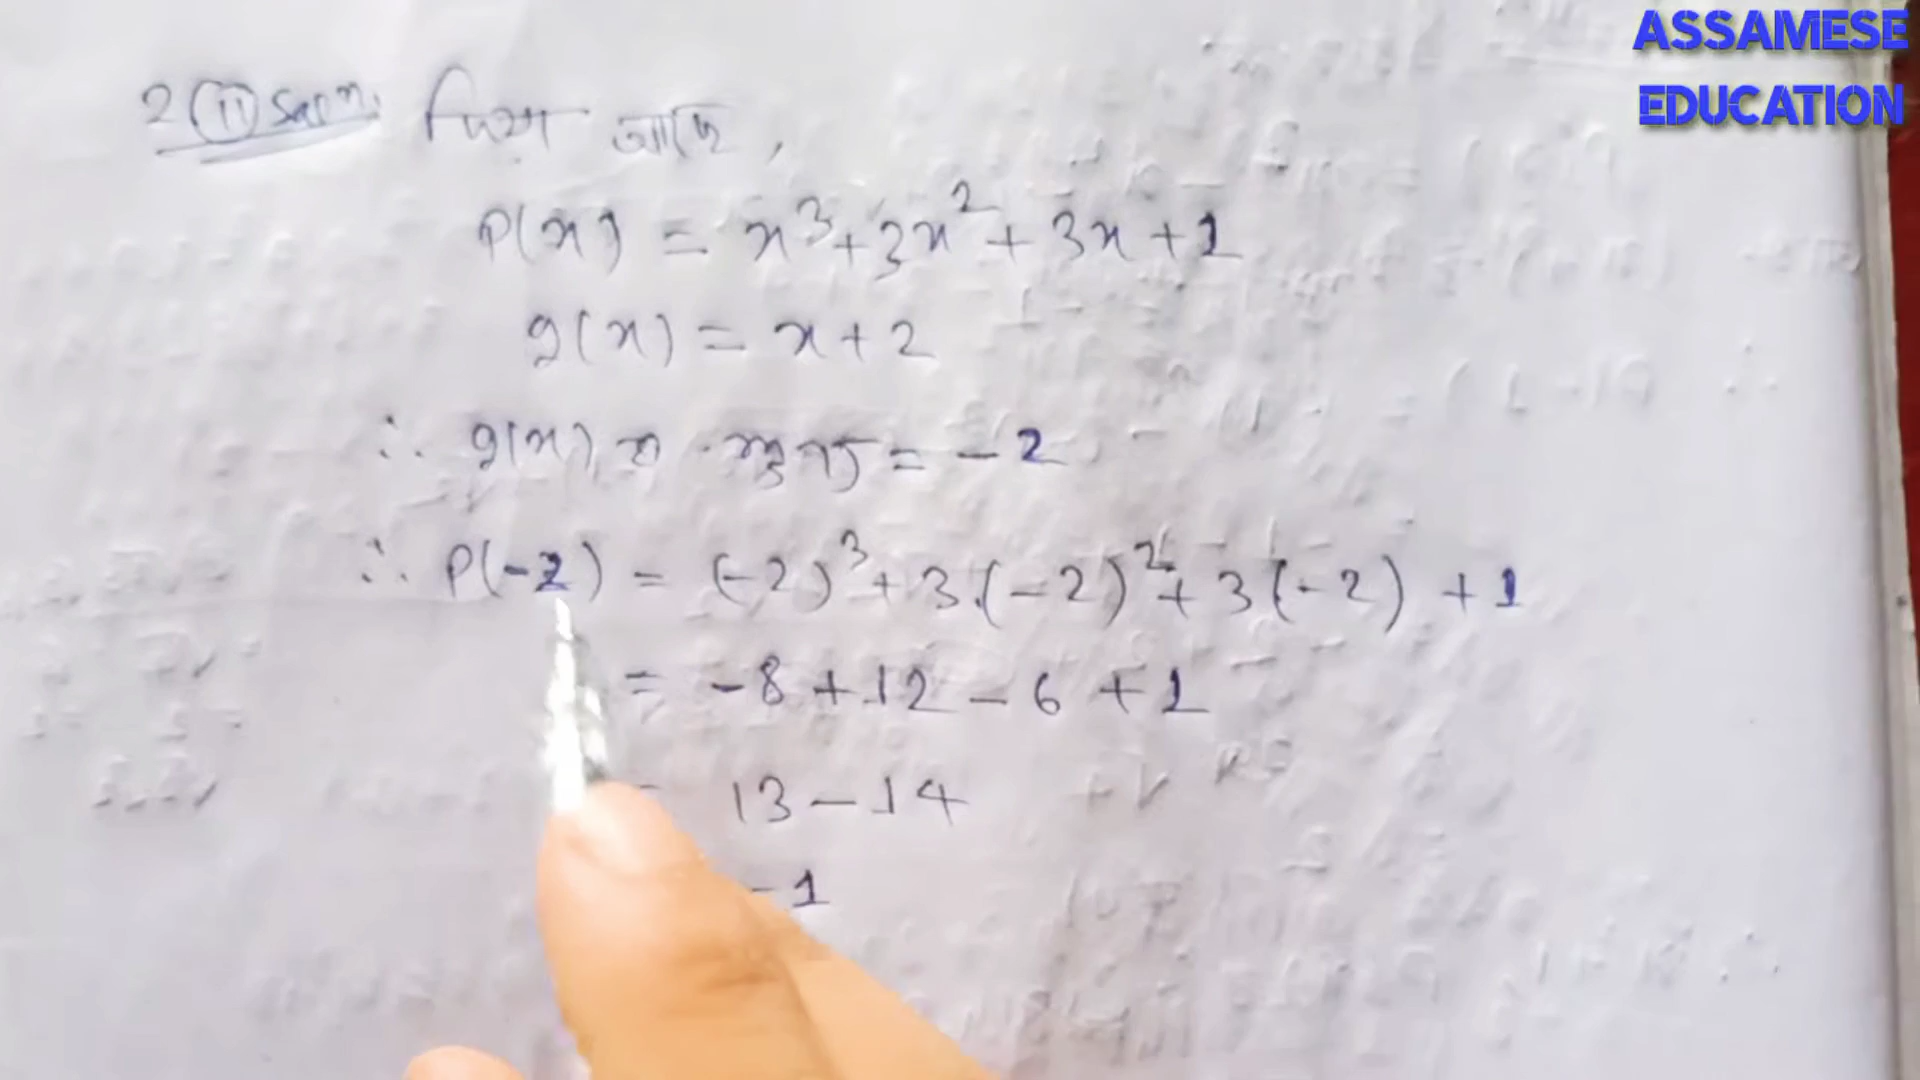 ASSAMESE
EDUCATION
2 (ii) Solⁿ: দিয়া আছে,
P(x) = x³ + 3x² + 3x + 1
g(x) = x + 2
∴ g(x) ৰ শূন্য = - 2
∴ P(-2) = (-2)³ + 3.(-2)² + 3(-2) + 1
= -8 + 12 - 6 + 1
= 13 - 14
-1